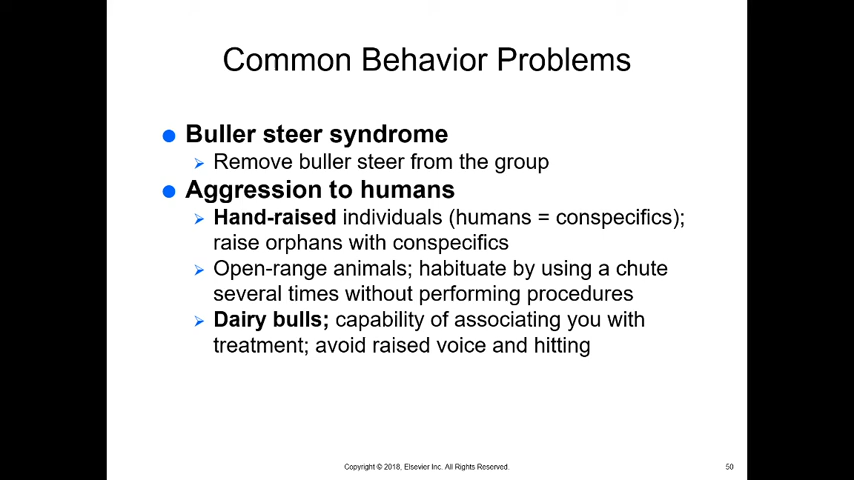 Common Behavior Problems
Buller steer syndrome
Remove buller steer from the group
Aggression to humans
Hand-raised individuals (humans = conspecifics);
raise orphans with conspecifics
Open-range animals; habituate by using a chute
several times without performing procedures
Dairy bulls; capability of associating you with
treatment; avoid raised voice and hitting
Copyright © 2018, Elsevier Inc. All Rights Reserved.
50